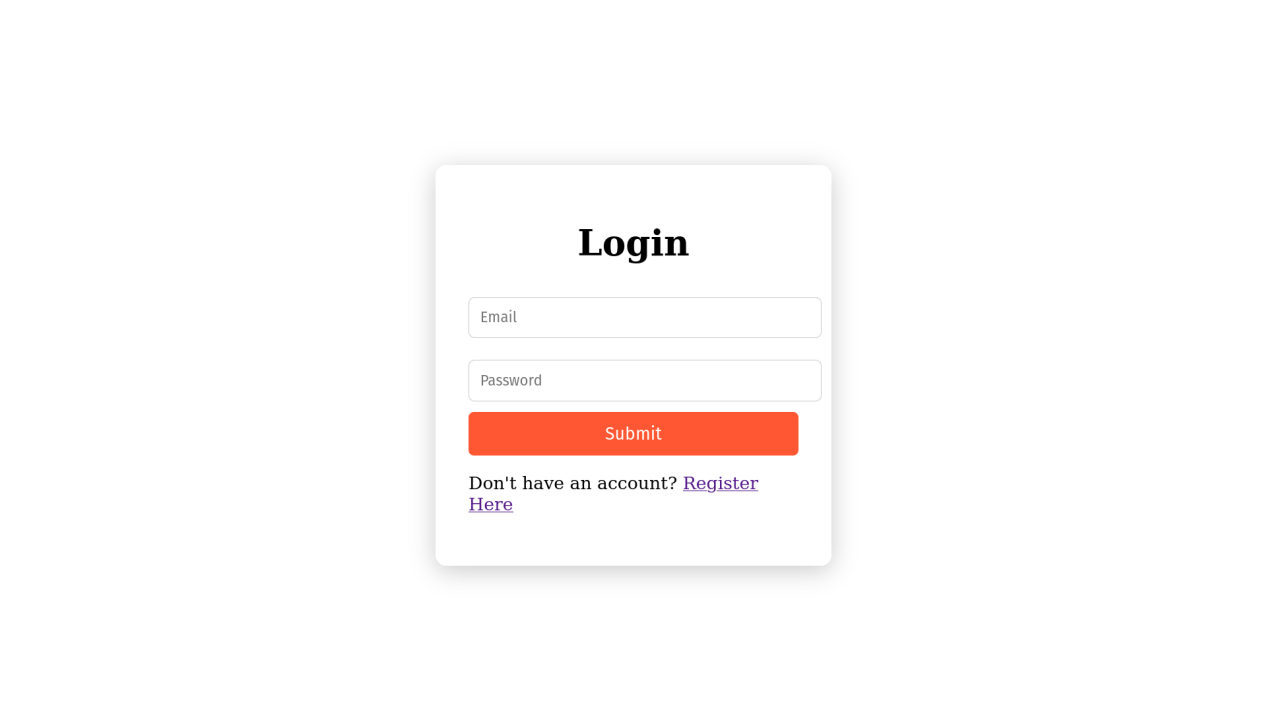 Login
Email
Password
Submit
Don't have an account? Register
Here